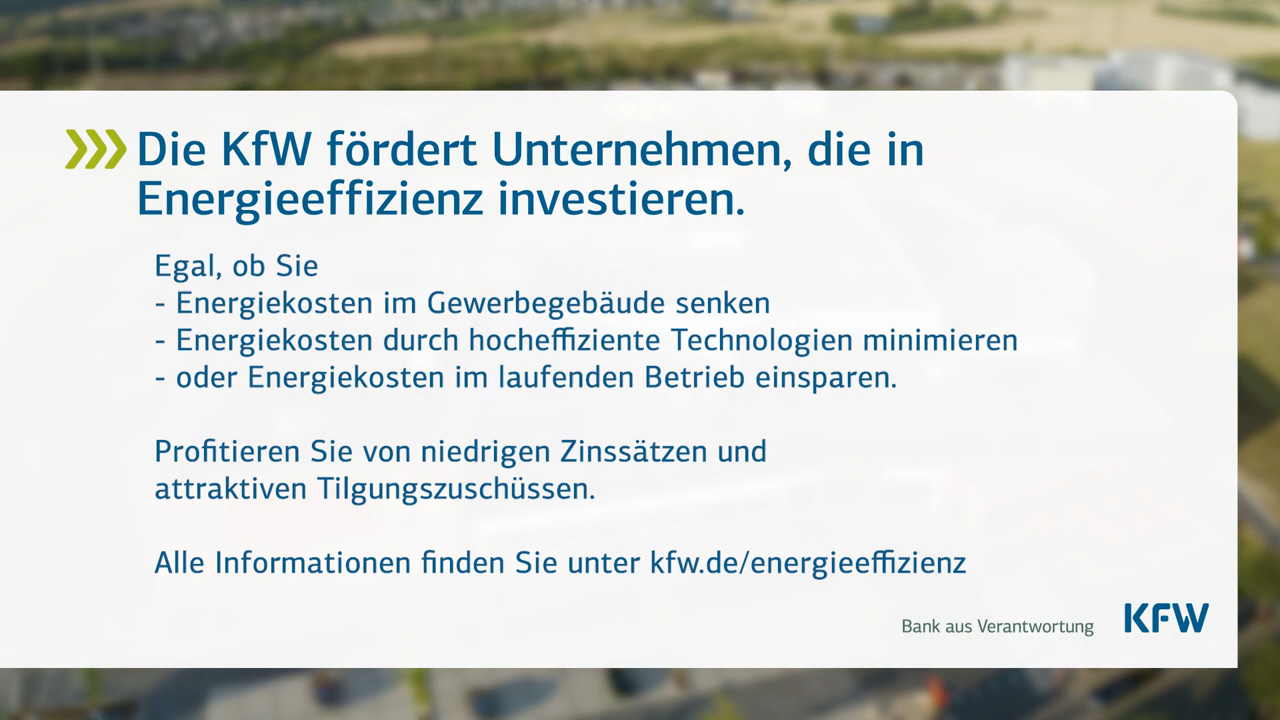 Die KfW fördert Unternehmen, die in
Energieeffizienz investieren.
Egal, ob Sie
- Energiekosten im Gewerbegebäude senken
- Energiekosten durch hocheffiziente Technologien minimieren
- oder Energiekosten im laufenden Betrieb einsparen.
Profitieren Sie von niedrigen Zinssätzen und
attraktiven Tilgungszuschüssen.
Alle Informationen finden Sie unter kfw.de/energieeffizienz
Bank aus Verantwortung KFW